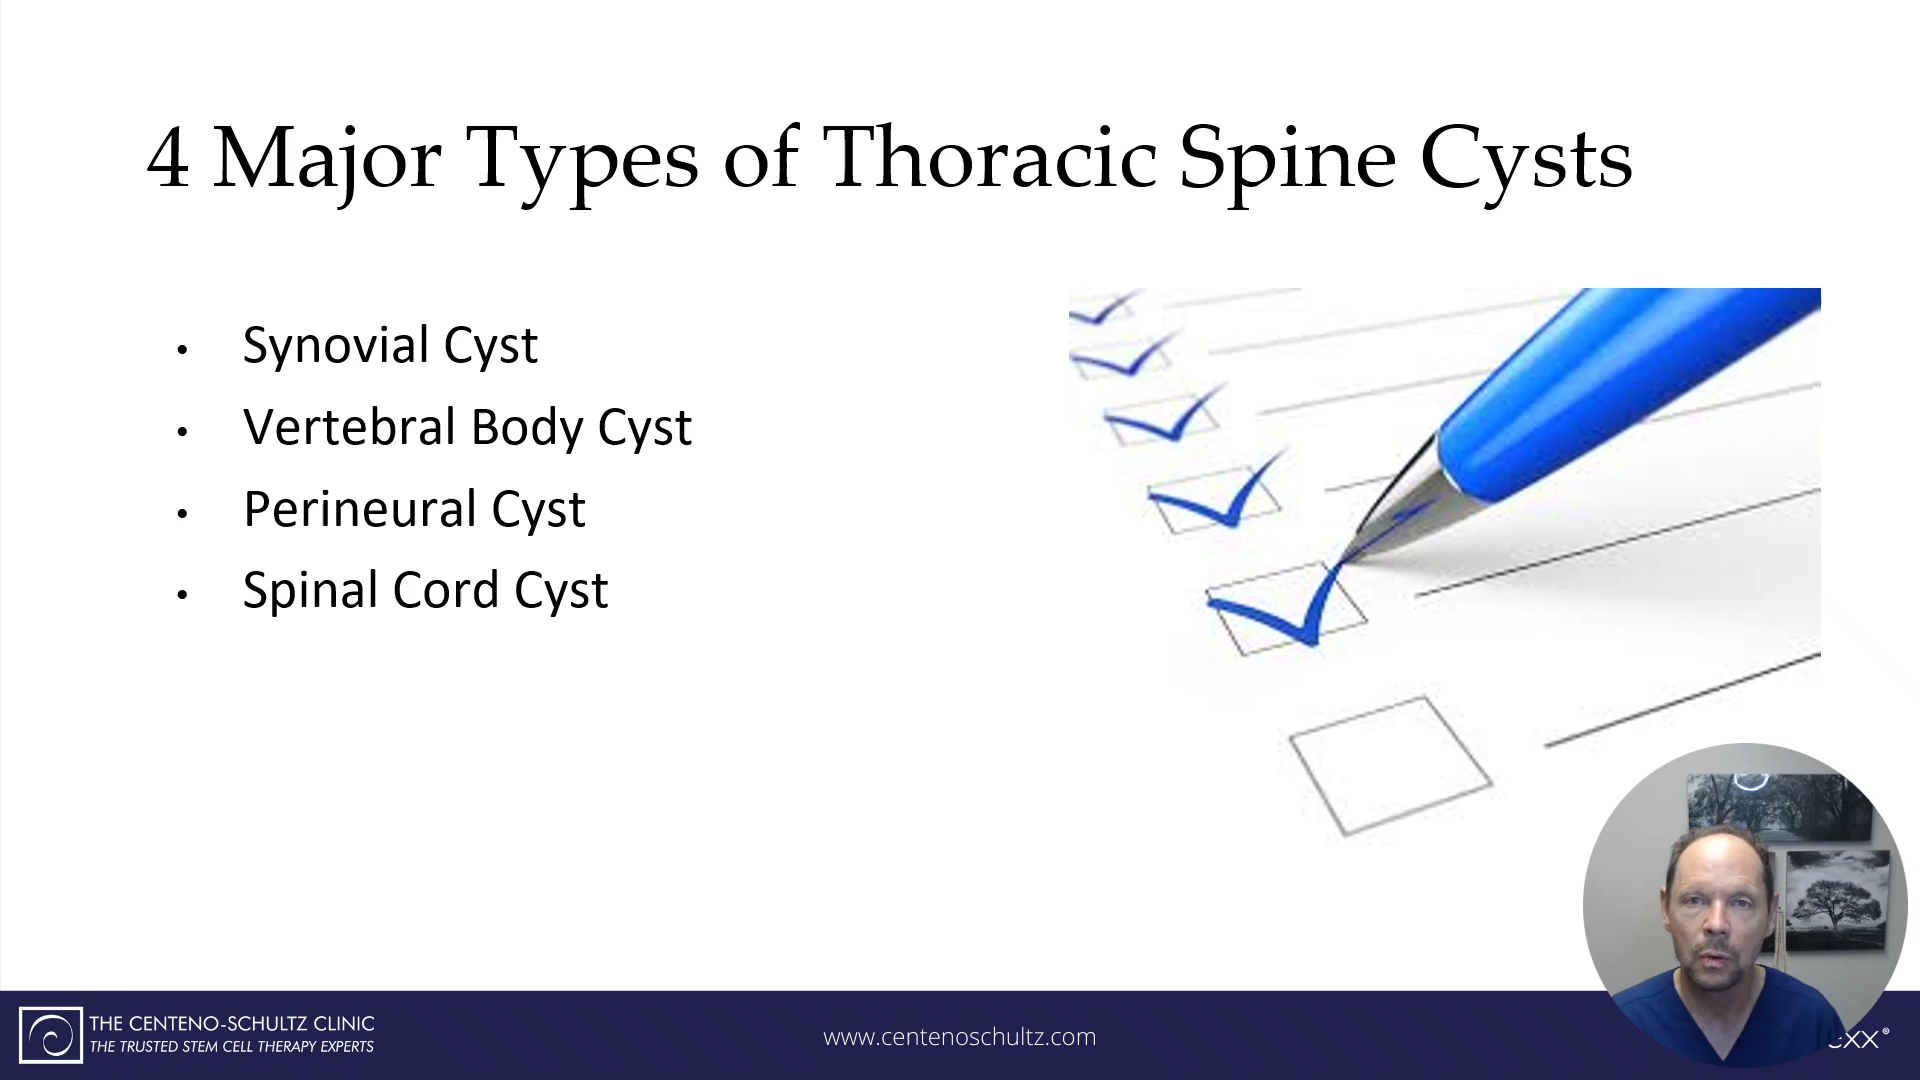 4 Major Types of Thoracic Spine Cysts
• Synovial Cyst
• Vertebral Body Cyst
• Perineural Cyst
• Spinal Cord Cyst
THE CENTENO-SCHULTZ CLINIC
THE TRUSTED STEM CELL THERAPY EXPERTS
www.centenoschultz.com